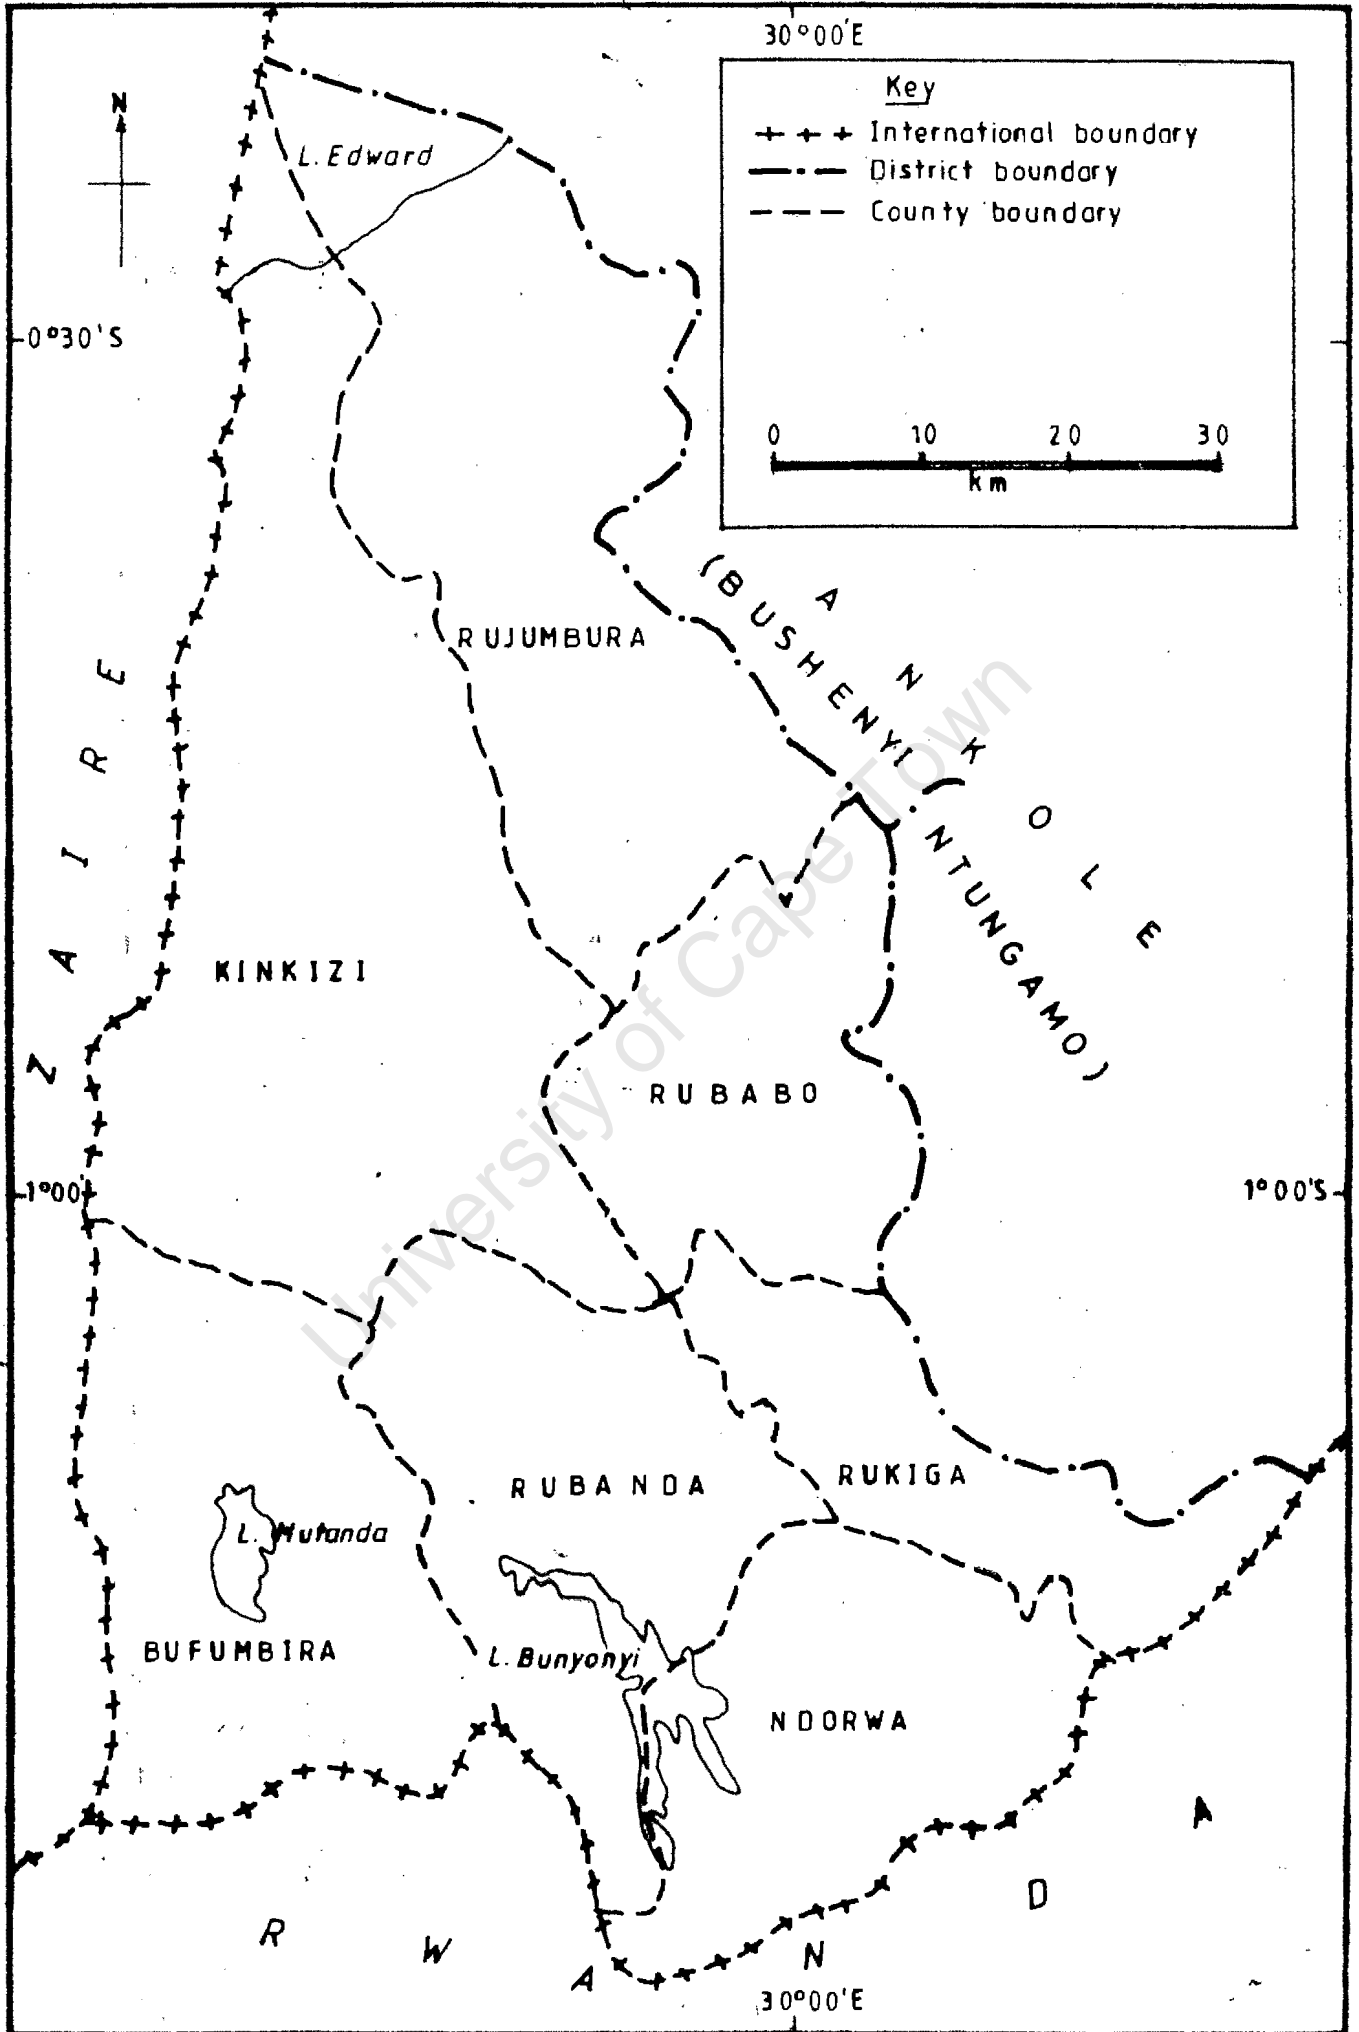 30°00'E
Key
International boundary
District boundary
County boundary
0 10 20 30
km
N
L. Edward
0°30'S
ZAIRE
RUJUMBURA
ANKOLE
(BUSHENYI
NTUNGAMO)
KINKIZI
RUBABO
1°00'
1°00'S
RUBANDA
RUKIGA
L. Mutanda
BUFUMBIRA
L. Bunyonyi
NDORWA
RWANDA
30°00'E
University of Cape Town